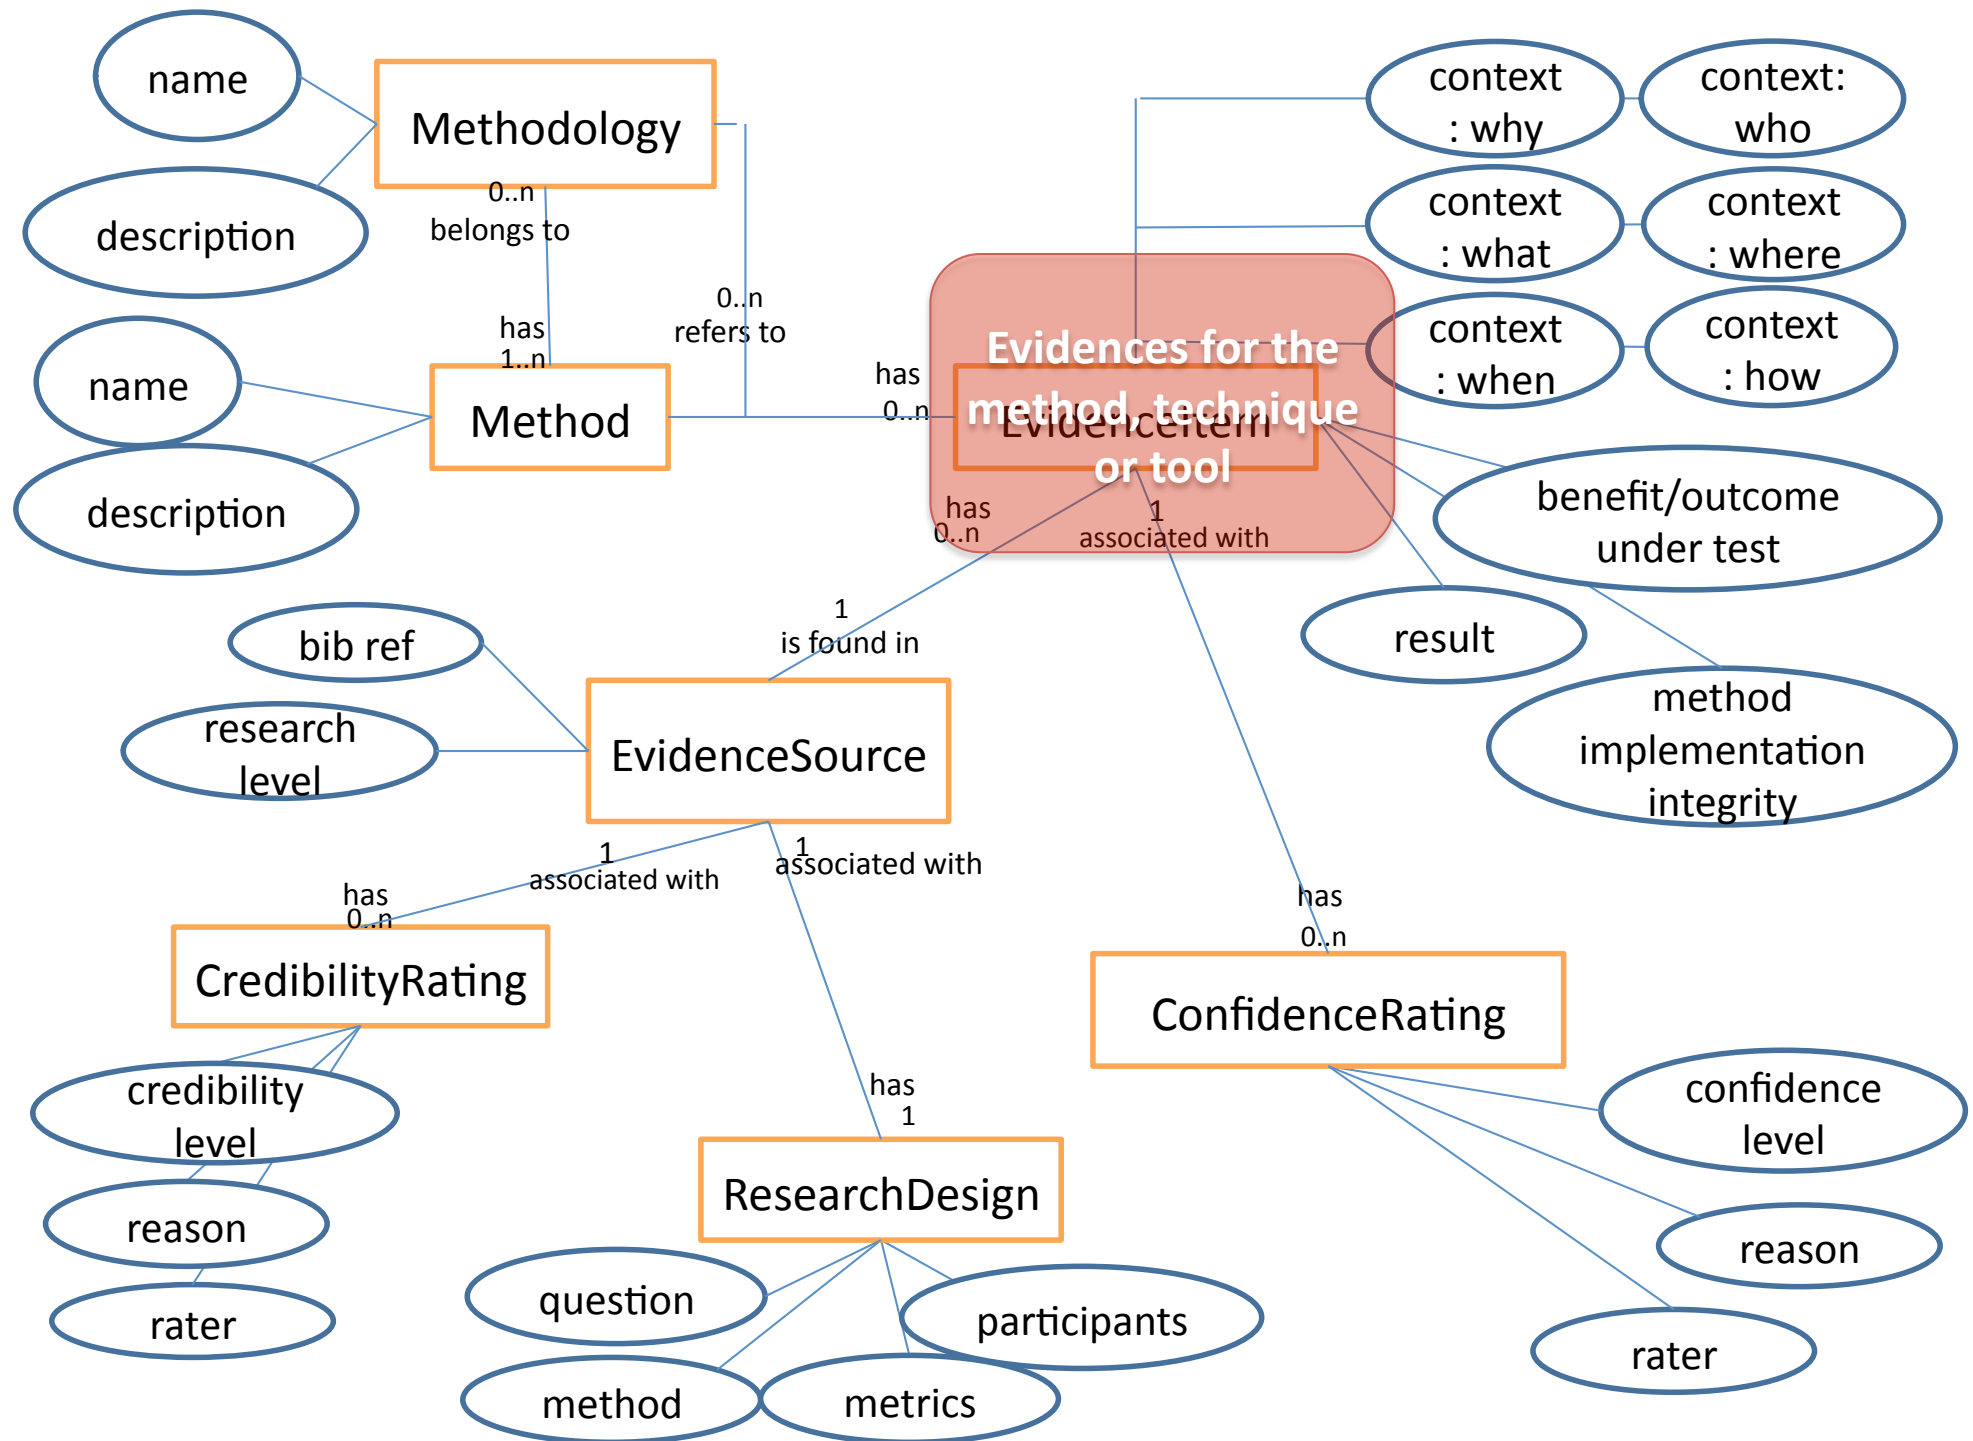 name
Methodology
description
0..n
belongs to
has
1..n
0..n
refers to
name
Method
description
has
0..n
context
: why
context:
who
context
: what
context
: where
context
: when
context
: how
Evidences for the
method, technique
or tool
EvidenceItem
has
0..n
1
associated with
benefit/outcome
under test
result
method
implementation
integrity
1
is found in
bib ref
research
level
EvidenceSource
1
associated with
1
associated with
has
0..n
CredibilityRating
has
0..n
ConfidenceRating
credibility
level
reason
rater
has
1
ResearchDesign
question
participants
method
metrics
confidence
level
reason
rater